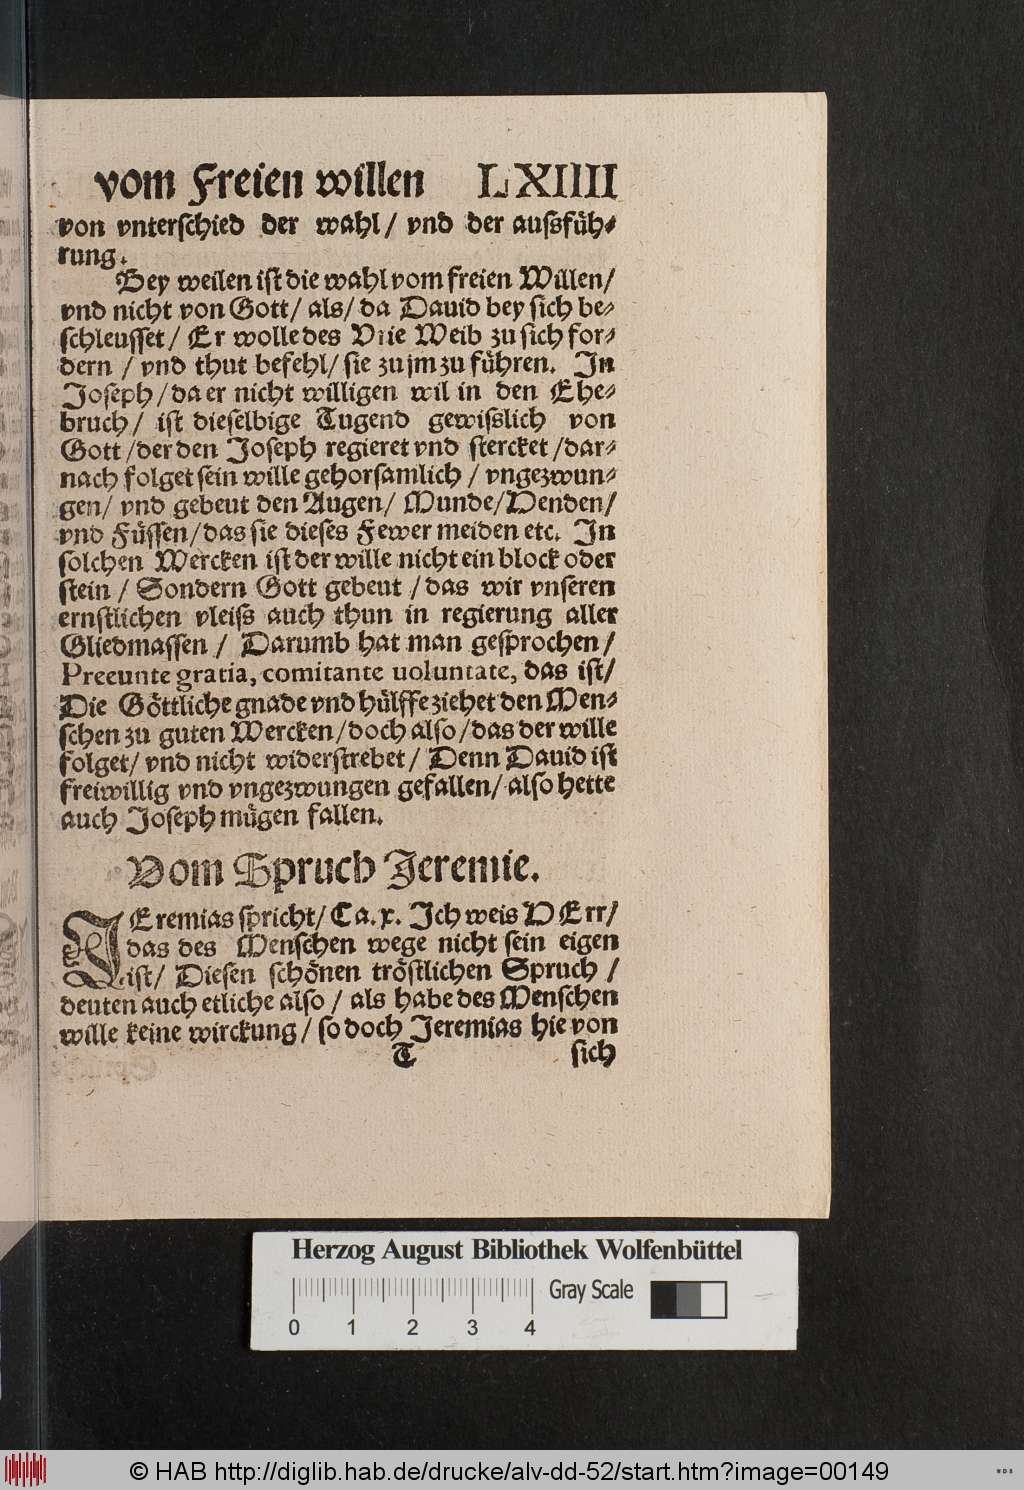 vom Freien willen LXIIII
von vnterschied der wahl / vnd der ausfüh⸗
rung.
Bey weilen ist die wahl vom freien Willen /
vnd nicht von Gott / als / da Dauid bey sich be⸗
schleusset / Er wolle des Vrie Weib zu sich for⸗
dern / vnd thut befehl / sie zu jm zu führen. In
Joseph / da er nicht willigen wil in den Ehe⸗
bruch / ist dieselbige Tugend gewisslich von
Gott / der den Joseph regieret vnd stercket / dar⸗
nach folget sein wille gehorsamlich / vngezwun⸗
gen / vnd gebeut den Augen / Munde / Henden /
vnd Füssen / das sie dieses Fewer meiden etc. In
solchen Wercken ist der wille nicht ein block oder
stein / Sondern Gott gebeut / das wir vnseren
ernstlichen vleiss auch thun in regierung aller
Gliedmassen / Darumb hat man gesprochen /
Preeunte gratia, comitante uoluntate, das ist /
Die Göttliche gnade vnd hülffe ziehet den Men⸗
schen zu guten Wercken / doch also / das der wille
folget / vnd nicht widerstrebet / Denn Dauid ist
freiwillig vnd vngezwungen gefallen / also hette
auch Joseph mügen fallen.
Vom Spruch Jeremie.
JEremias spricht / Ca. x. Ich weis HErr /
das des Menschen wege nicht sein eigen
ist / Diesen schönen tröstlichen Spruch /
deuten auch etliche also / als habe des Menschen
wille keine wirckung / so doch Jeremias hie von
T sich
Herzog August Bibliothek Wolfenbüttel
Gray Scale
0 1 2 3 4
© HAB http://diglib.hab.de/drucke/alv-dd-52/start.htm?image=00149